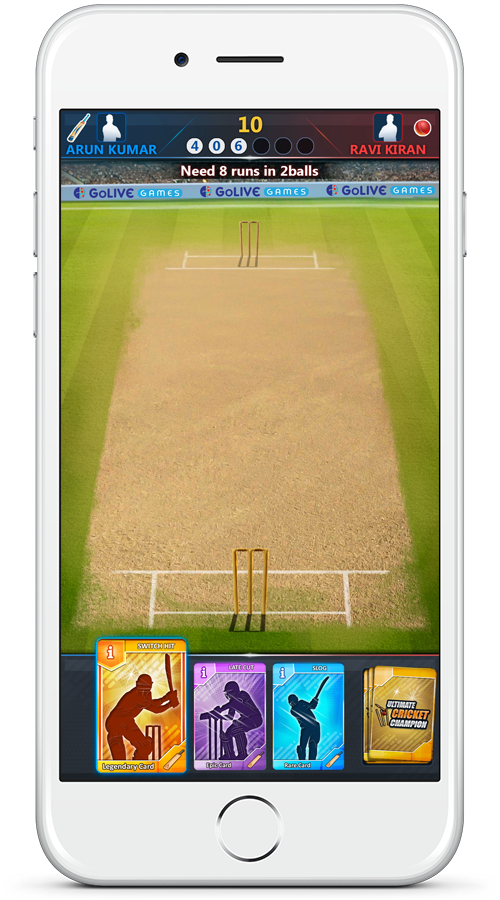 10
ARUN KUMAR
4 0 6
RAVI KIRAN
Need 8 runs in 2balls
GoLIVE GAMES GoLIVE GAMES GoLIVE GAMES
i SWITCH HIT
Legendary Card
i LATE CUT
Epic Card
i SLOG
Rare Card
ULTIMATE
CRICKET
CHAMPION